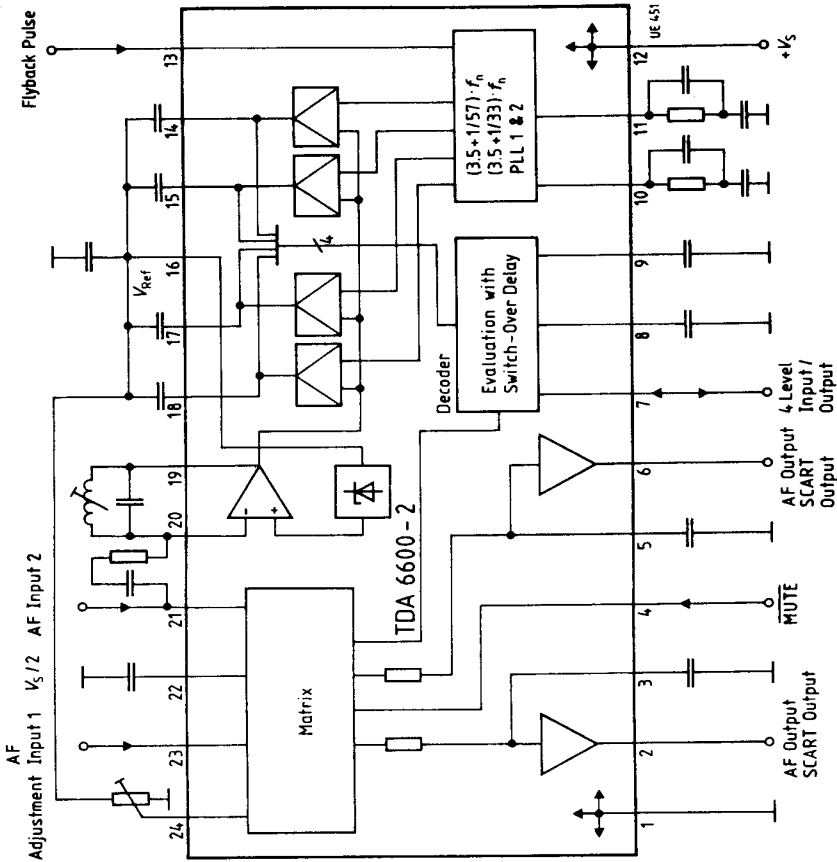 AF
Adjustment Input 1
V_S/2
AF Input 2
Flyback Pulse
24
23
22
21
20
19
18
17
V_Ref
16
15
14
13
Matrix
TDA 6600-2
-
+
4
Decoder
Evaluation with
Switch-Over Delay
(3.5+1/57)·f_n
(3.5+1/33)·f_n
PLL 1 & 2
UE 451
1
2
3
4
5
6
7
8
9
10
11
12
AF Output
SCART Output
M̅U̅T̅E̅
AF Output
SCART
Output
4 Level
Input /
Output
+V_S